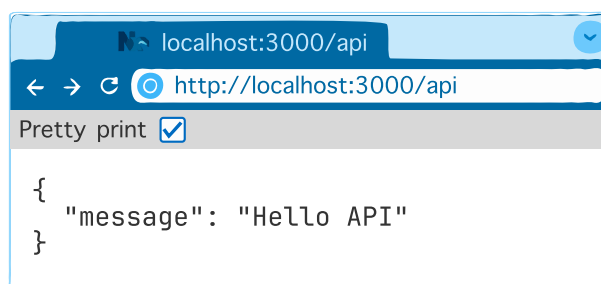 localhost:3000/api
http://localhost:3000/api
Pretty print
{
"message": "Hello API"
}